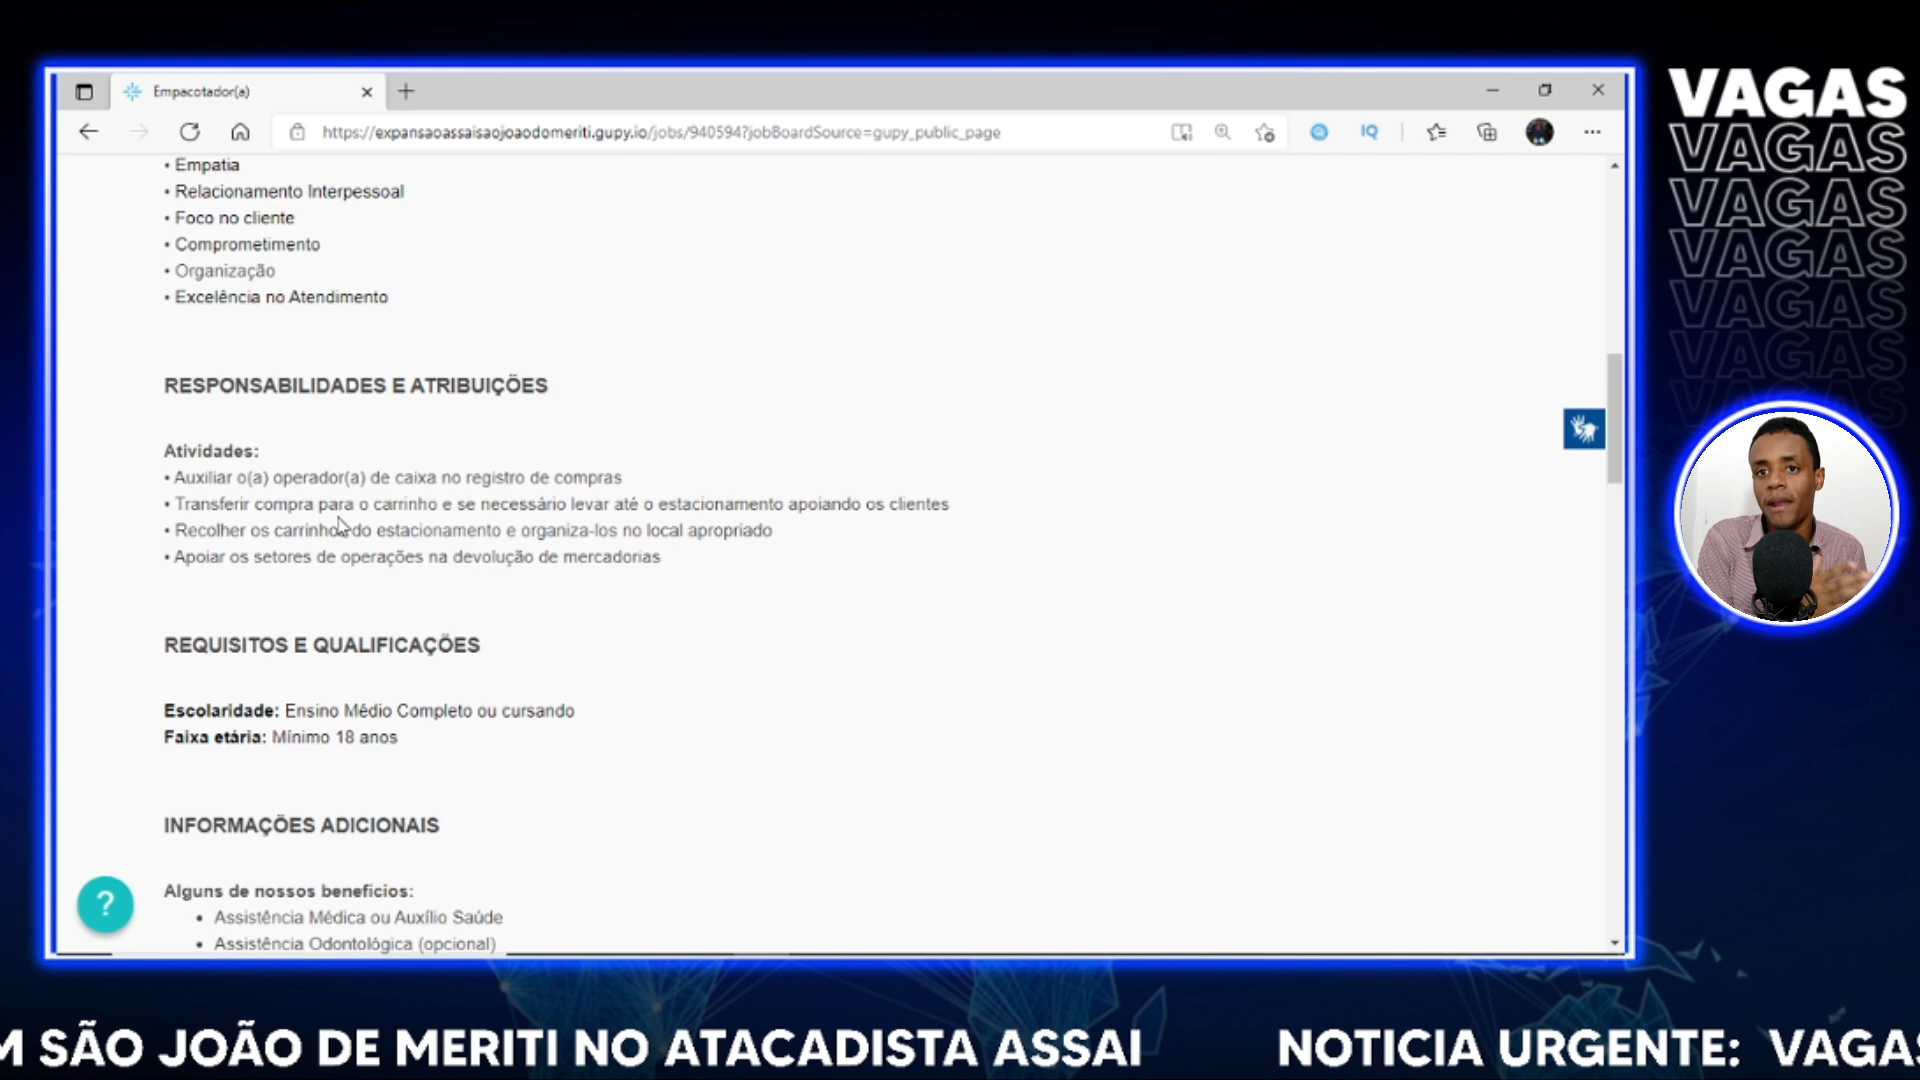 VAGAS
VAGAS
VAGAS
VAGAS
VAGAS
VAGAS
VAGAS
Empacotador(a)
https://expansaoassaisaojoaodomeriti.gupy.io/jobs/940594?jobBoardSource=gupy_public_page
IQ
• Empatia
• Relacionamento Interpessoal
• Foco no cliente
• Comprometimento
• Organização
• Excelência no Atendimento
RESPONSABILIDADES E ATRIBUIÇÕES
Atividades:
• Auxiliar o(a) operador(a) de caixa no registro de compras
• Transferir compra para o carrinho e se necessário levar até o estacionamento apoiando os clientes
• Recolher os carrinhos do estacionamento e organiza-los no local apropriado
• Apoiar os setores de operações na devolução de mercadorias
REQUISITOS E QUALIFICAÇÕES
Escolaridade: Ensino Médio Completo ou cursando
Faixa etária: Mínimo 18 anos
INFORMAÇÕES ADICIONAIS
Alguns de nossos benefícios:
• Assistência Médica ou Auxílio Saúde
• Assistência Odontológica (opcional)
?
M SÃO JOÃO DE MERITI NO ATACADISTA ASSAI NOTICIA URGENTE: VAGAS